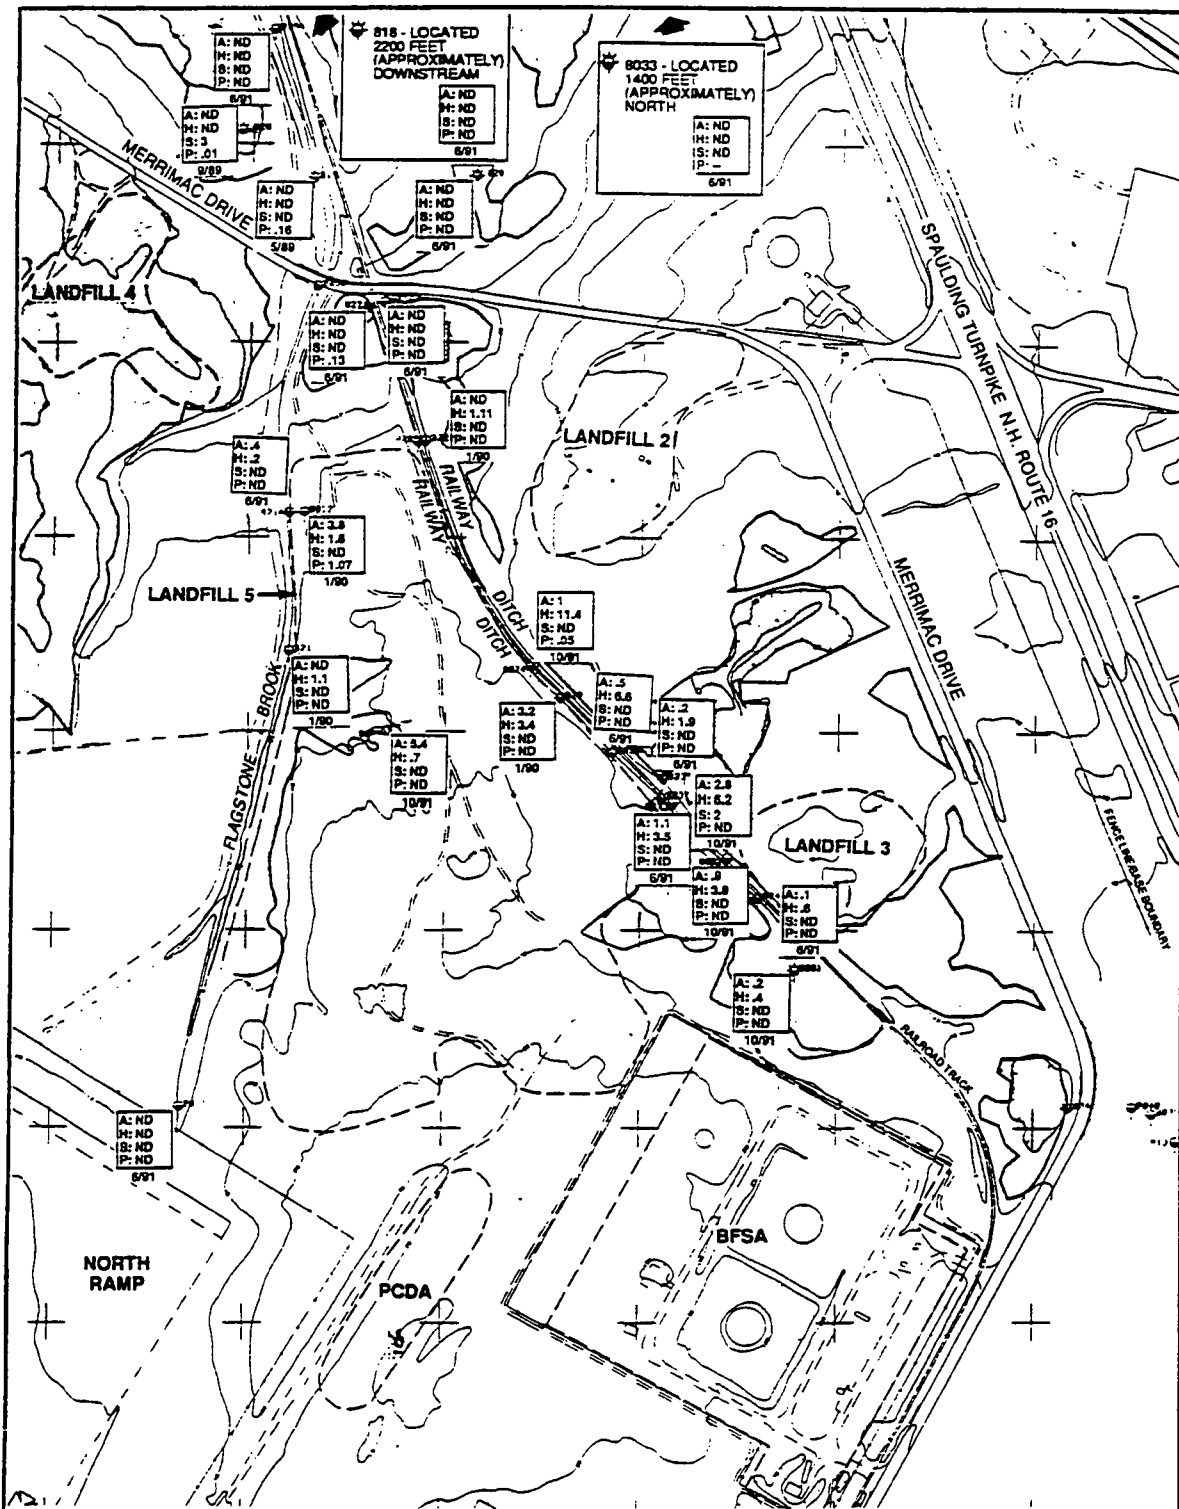 A: ND
H: ND
S: ND
P: ND
6/91
818 - LOCATED
2200 FEET
(APPROXIMATELY)
DOWNSTREAM
A: ND
H: ND
S: ND
P: ND
6/91
8033 - LOCATED
1400 FEET
(APPROXIMATELY)
NORTH
A: ND
H: ND
S: ND
P: –
6/91
A: ND
H: ND
S: 3
P: .01
9/89
MERRIMAC DRIVE
A: ND
H: ND
S: ND
P: .16
5/89
A: ND
H: ND
S: ND
P: ND
6/91
LANDFILL 4
SPAULDING TURNPIKE N.H. ROUTE 16
A: ND
H: ND
S: ND
P: .13
6/91
A: ND
H: ND
S: ND
P: ND
6/91
A: ND
H: 1.11
S: ND
P: ND
1/90
LANDFILL 2
A: .4
H: .2
S: ND
P: ND
6/91
RAILWAY
RAILWAY
A: 3.8
H: 1.6
S: ND
P: 1.07
1/90
LANDFILL 5
MERRIMAC DRIVE
DITCH
DITCH
A: 1
H: 11.4
S: ND
P: .05
10/91
821
A: ND
H: 1.1
S: ND
P: ND
1/90
FLAGSTONE BROOK
A: .5
H: 6.6
S: ND
P: ND
6/91
A: .2
H: 1.9
S: ND
P: ND
6/91
A: 3.2
H: 3.4
S: ND
P: ND
1/90
A: 5.4
H: .7
S: ND
P: ND
10/91
A: 2.8
H: 6.2
S: 2
P: ND
10/91
A: 1.1
H: 3.5
S: ND
P: ND
6/91
LANDFILL 3
FENCE LINE/BASE BOUNDARY
A: .9
H: 3.8
S: ND
P: ND
10/91
A: .1
H: .6
S: ND
P: ND
6/91
A: .2
H: .4
S: ND
P: ND
10/91
RAILROAD TRACK
A: ND
H: ND
S: ND
P: ND
6/91
NORTH
RAMP
PCDA
BFSA